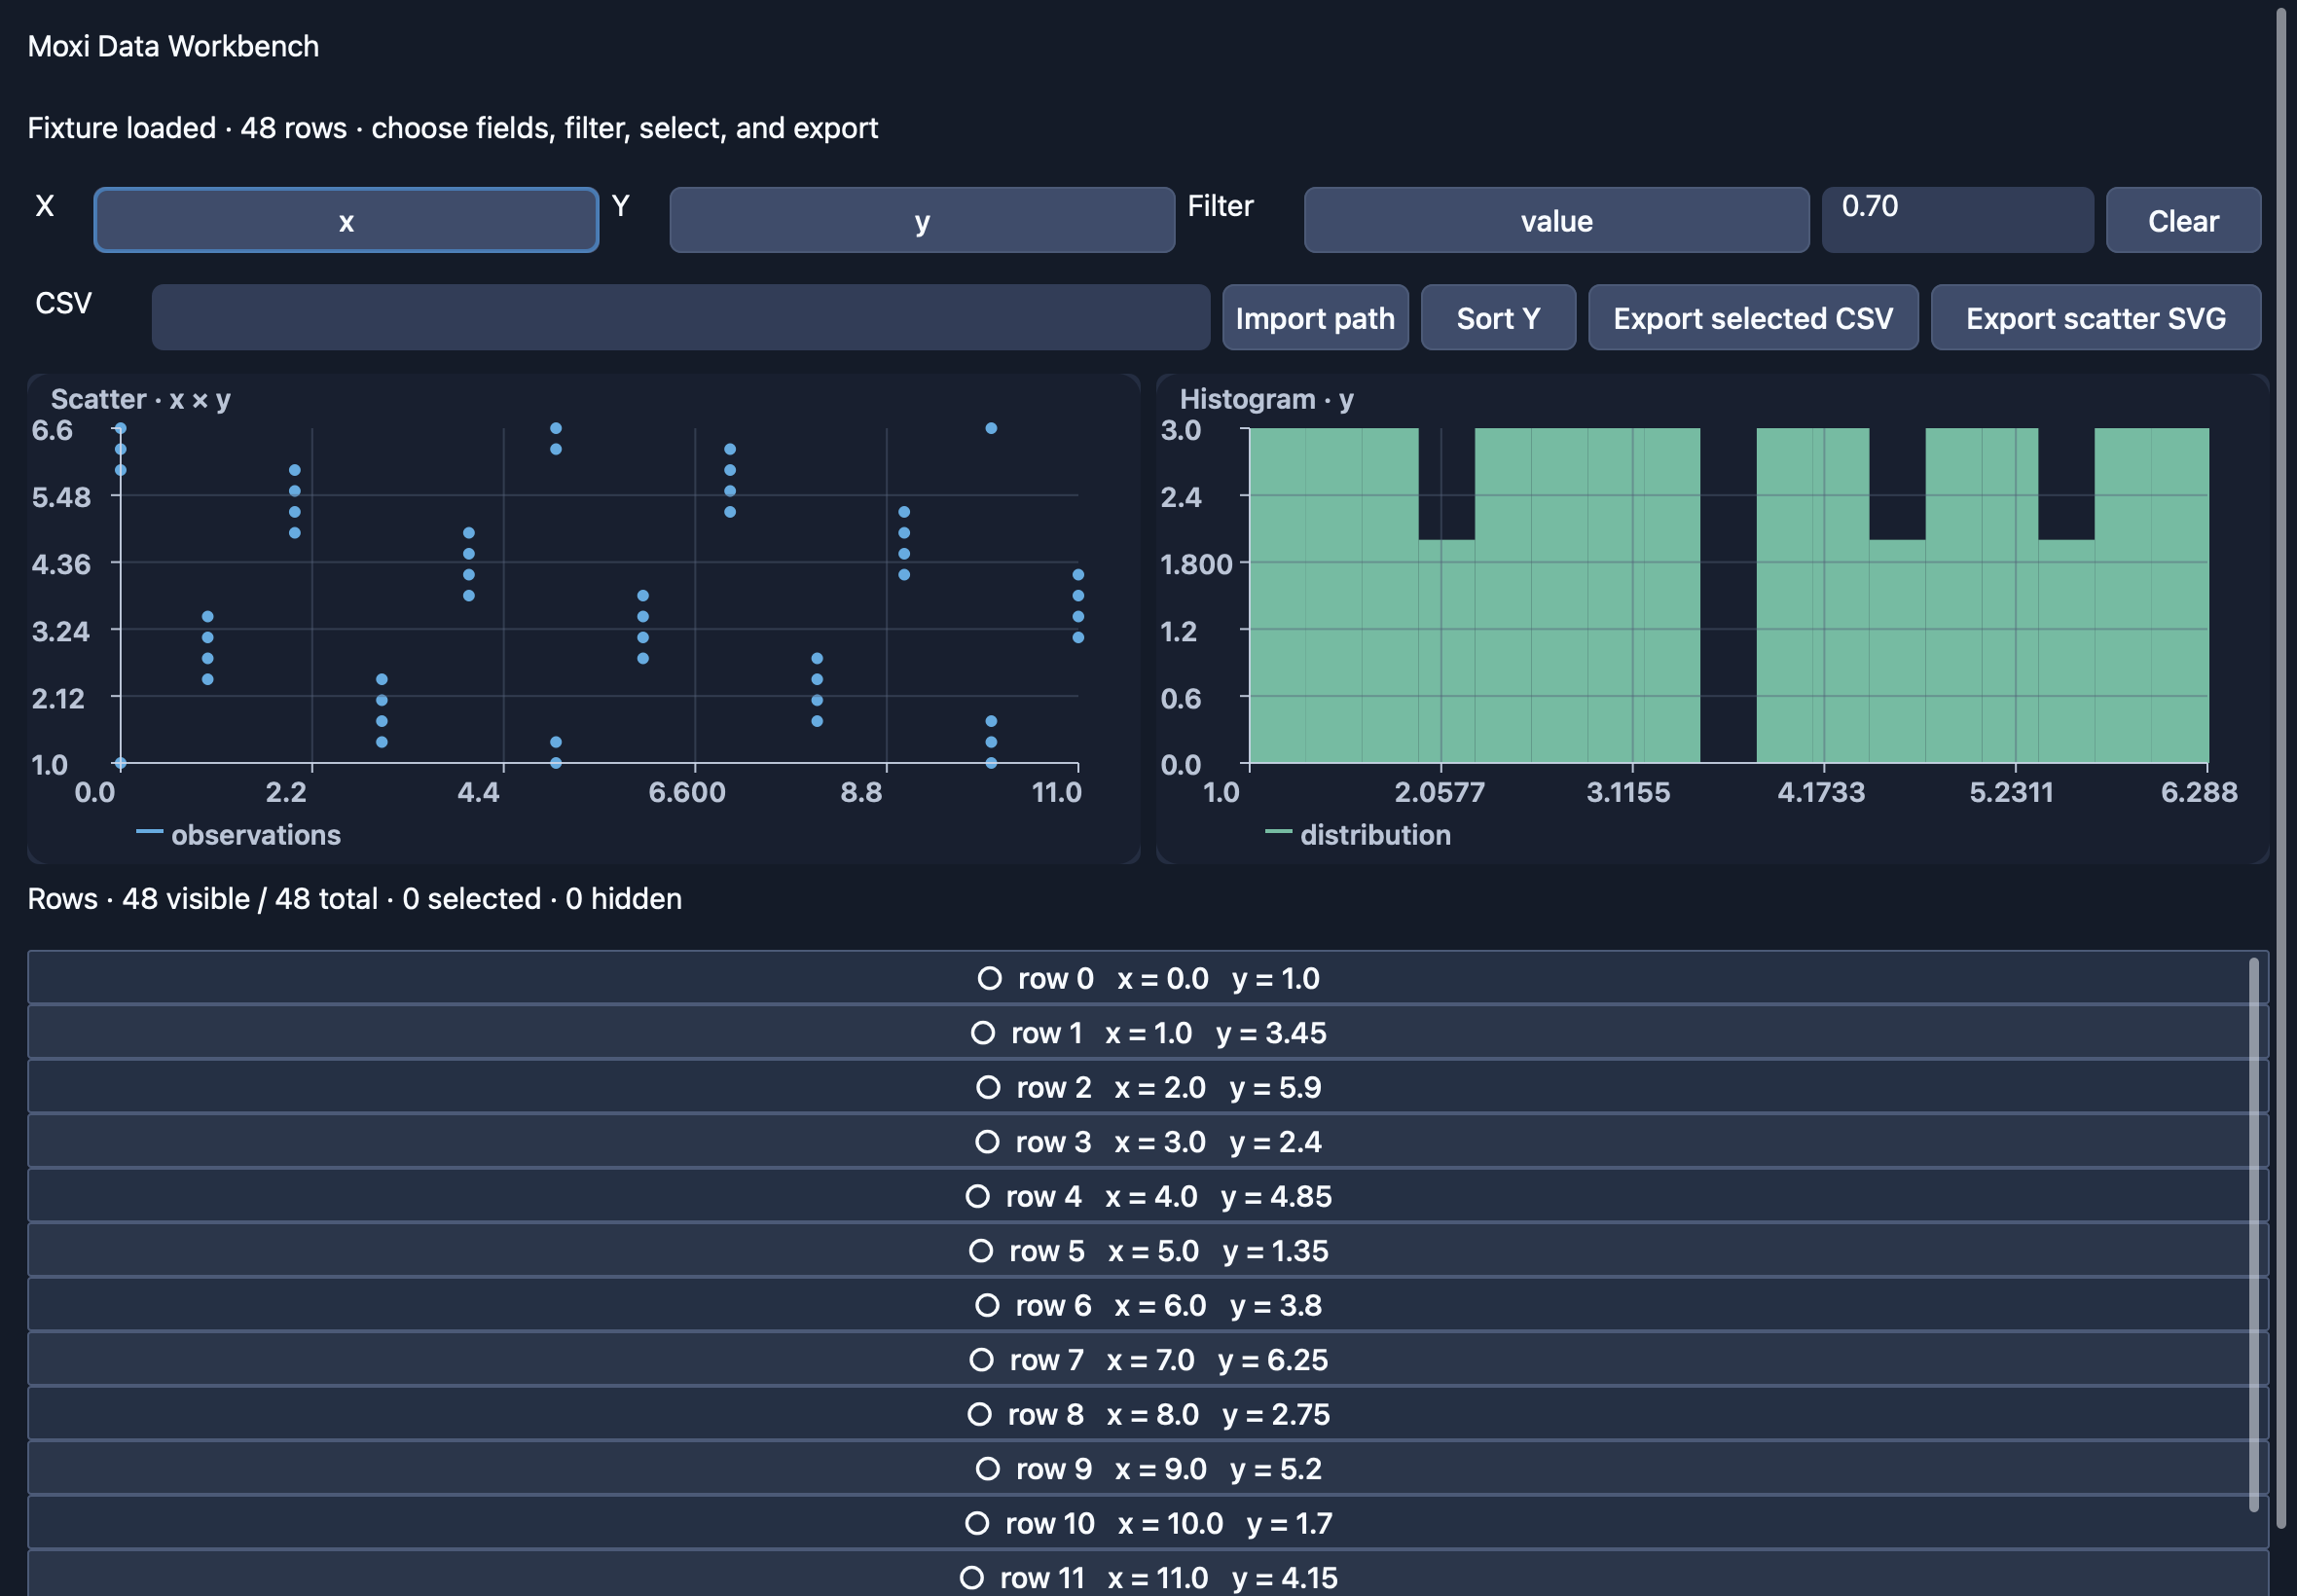 Moxi Data Workbench
Fixture loaded · 48 rows · choose fields, filter, select, and export
X x Y y Filter value 0.70 Clear
CSV Import path Sort Y Export selected CSV Export scatter SVG
Scatter · x × y
6.6
5.48
4.36
3.24
2.12
1.0
0.0 2.2 4.4 6.600 8.8 11.0
observations
Histogram · y
3.0
2.4
1.800
1.2
0.6
0.0
1.0 2.0577 3.1155 4.1733 5.2311 6.288
distribution
Rows · 48 visible / 48 total · 0 selected · 0 hidden
row 0 x = 0.0 y = 1.0
row 1 x = 1.0 y = 3.45
row 2 x = 2.0 y = 5.9
row 3 x = 3.0 y = 2.4
row 4 x = 4.0 y = 4.85
row 5 x = 5.0 y = 1.35
row 6 x = 6.0 y = 3.8
row 7 x = 7.0 y = 6.25
row 8 x = 8.0 y = 2.75
row 9 x = 9.0 y = 5.2
row 10 x = 10.0 y = 1.7
row 11 x = 11.0 y = 4.15